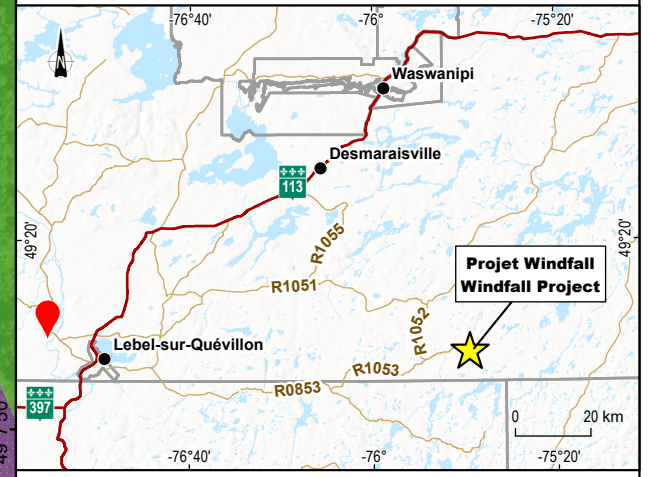 -76°40' -76° -75°20'
Waswanipi
Desmaraisville
113
49°20' 49°20'
R1055
Projet Windfall
Windfall Project
R1051
R1052
Lebel-sur-Quévillon
R1053
R0853
397
0 20 km
-76°40' -76° -75°20'